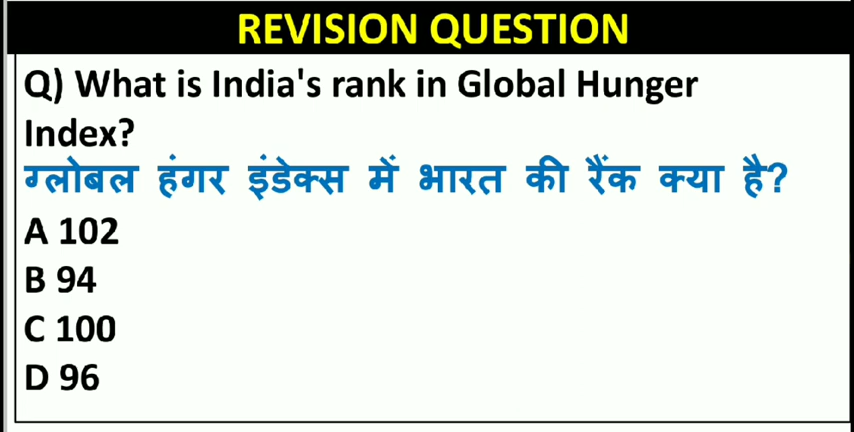 REVISION QUESTION
Q) What is India's rank in Global Hunger
Index?
ग्लोबल हंगर इंडेक्स में भारत की रैंक क्या है?
A 102
B 94
C 100
D 96